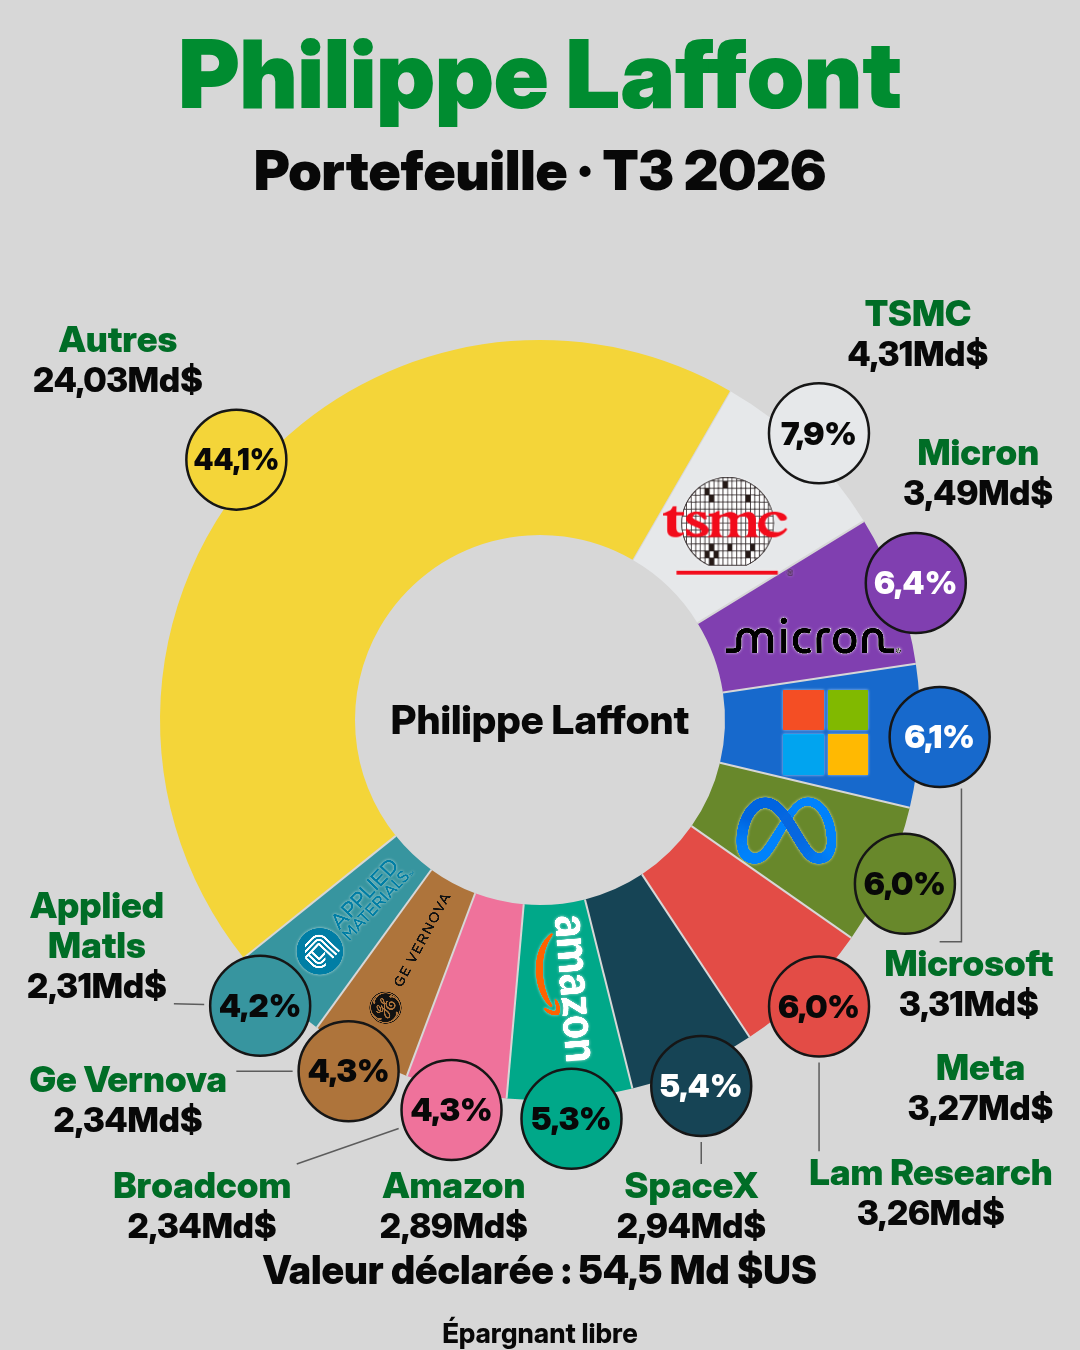 Philippe Laffont
Portefeuille · T3 2026
Autres
24,03Md$
44,1%
TSMC
4,31Md$
7,9%
tsmc
Micron
3,49Md$
6,4%
micron
6,1%
Philippe Laffont
6,0%
Microsoft
3,31Md$
Meta
3,27Md$
6,0%
Lam Research
3,26Md$
5,4%
SpaceX
2,94Md$
amazon
5,3%
Amazon
2,89Md$
4,3%
Broadcom
2,34Md$
GE VERNOVA
4,3%
Ge Vernova
2,34Md$
APPLIED
MATERIALS
4,2%
Applied
Matls
2,31Md$
Valeur déclarée : 54,5 Md $US
Épargnant libre